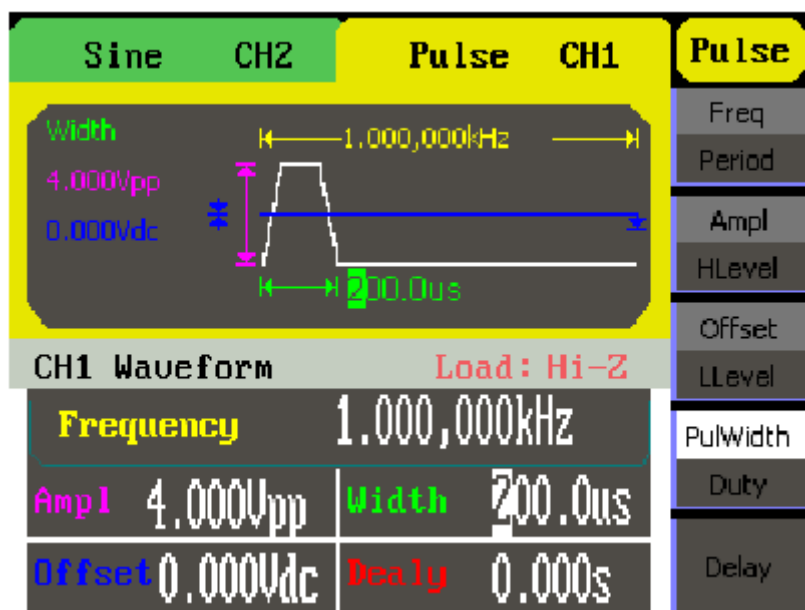 Sine CH2 Pulse CH1 Pulse
Width 1.000,000kHz
4.000Vpp
0.000Vdc
200.0us
CH1 Waveform Load: Hi-Z
Frequency 1.000,000kHz
Ampl 4.000Vpp Width 200.0us
Offset 0.000Vdc Dealy 0.000s
Freq
Period
Ampl
HLevel
Offset
LLevel
PulWidth
Duty
Delay